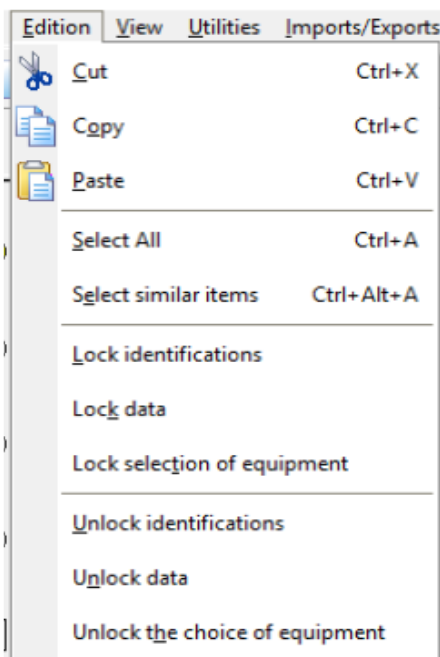 Edition View Utilities Imports/Exports
Cut Ctrl+X
Copy Ctrl+C
Paste Ctrl+V
Select All Ctrl+A
Select similar items Ctrl+Alt+A
Lock identifications
Lock data
Lock selection of equipment
Unlock identifications
Unlock data
Unlock the choice of equipment